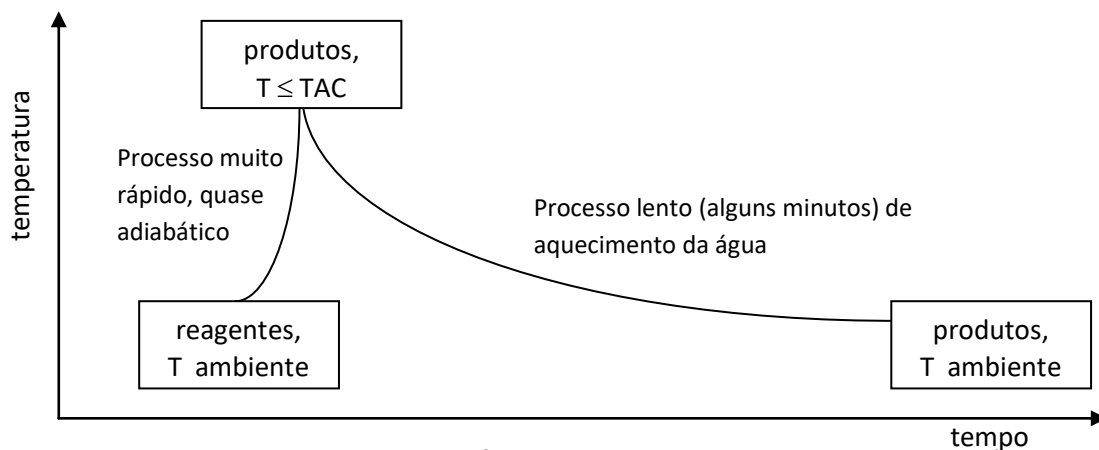 temperatura
produtos,
T ≤ TAC
Processo muito
rápido, quase
adiabático
Processo lento (alguns minutos) de
aquecimento da água
reagentes,
T ambiente
produtos,
T ambiente
tempo